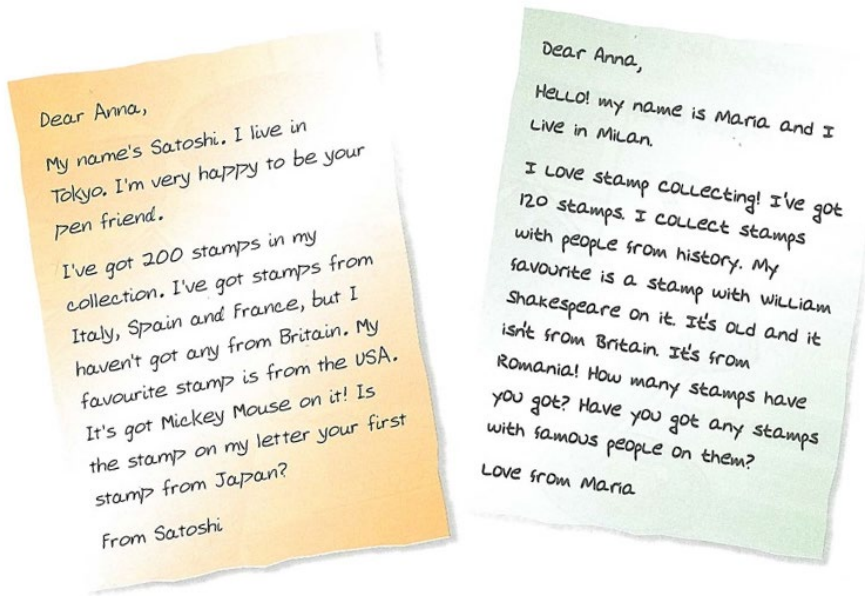 Dear Anna,
My name's Satoshi. I live in
Tokyo. I'm very happy to be your
pen friend.
I've got 200 stamps in my
collection. I've got stamps from
Italy, Spain and France, but I
haven't got any from Britain. My
favourite stamp is from the USA.
It's got Mickey Mouse on it! Is
the stamp on my letter your first
stamp from Japan?
From Satoshi
Dear Anna,
Hello! my name is Maria and I
live in Milan.
I love stamp collecting! I've got
120 stamps. I collect stamps
with people from history. My
favourite is a stamp with William
Shakespeare on it. It's old and it
isn't from Britain. It's from
Romania! How many stamps have
you got? Have you got any stamps
with famous people on them?
Love from Maria